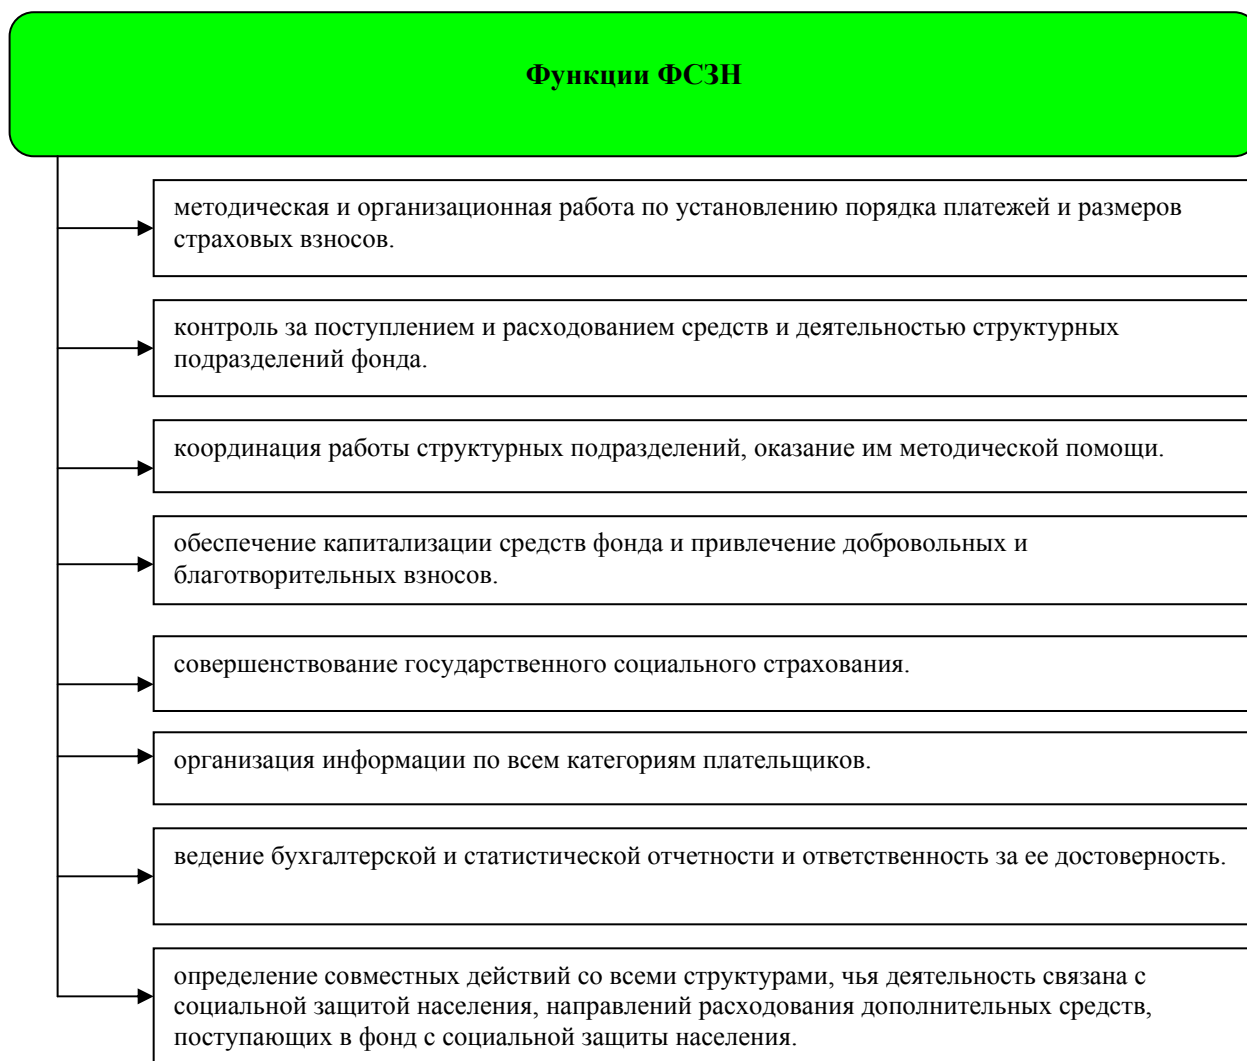 Функции ФСЗН
методическая и организационная работа по установлению порядка платежей и размеров
страховых взносов.
контроль за поступлением и расходованием средств и деятельностью структурных
подразделений фонда.
координация работы структурных подразделений, оказание им методической помощи.
обеспечение капитализации средств фонда и привлечение добровольных и
благотворительных взносов.
совершенствование государственного социального страхования.
организация информации по всем категориям плательщиков.
ведение бухгалтерской и статистической отчетности и ответственность за ее достоверность.
определение совместных действий со всеми структурами, чья деятельность связана с
социальной защитой населения, направлений расходования дополнительных средств,
поступающих в фонд с социальной защиты населения.